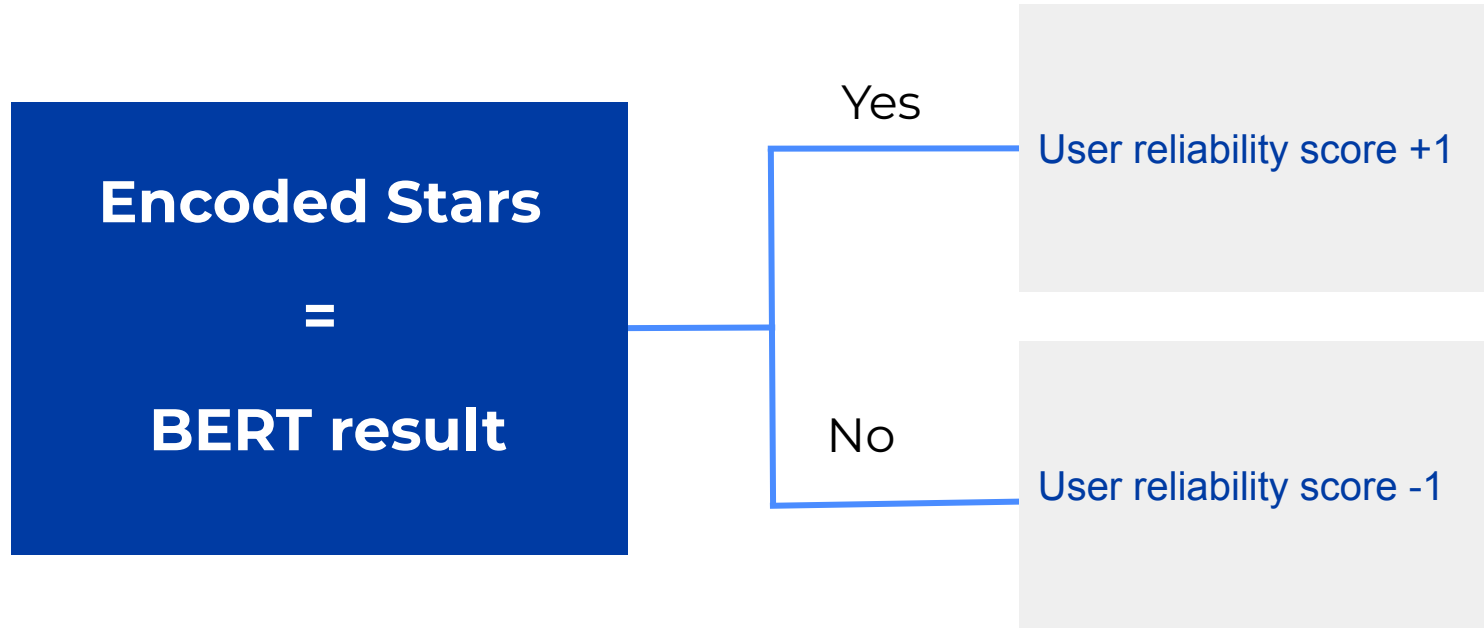 Encoded Stars
=
BERT result
Yes
User reliability score +1
No
User reliability score -1